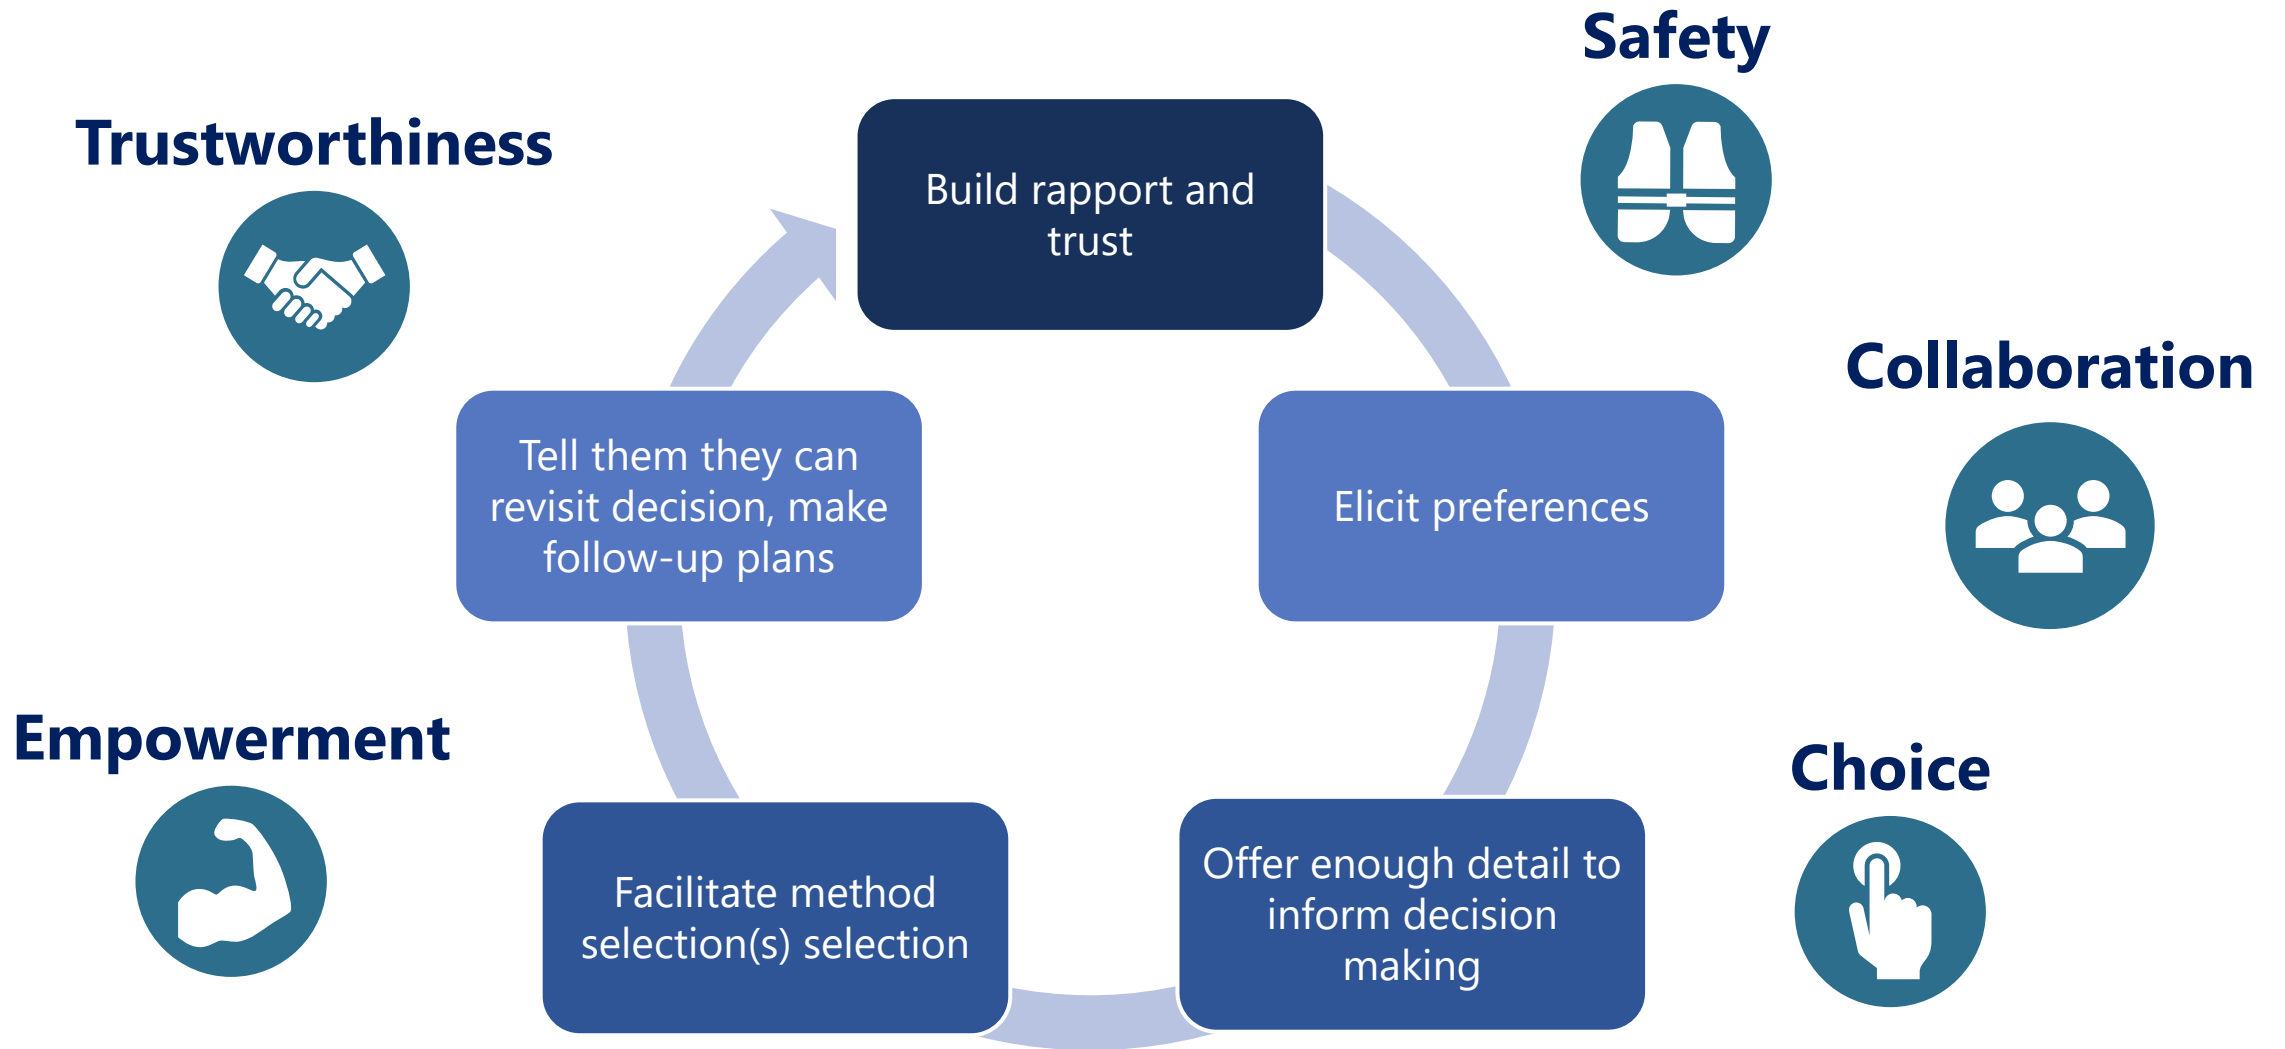 Safety
Trustworthiness
Build rapport and
trust
Collaboration
Tell them they can
revisit decision, make
follow-up plans
Elicit preferences
Empowerment
Choice
Facilitate method
selection(s) selection
Offer enough detail to
inform decision
making